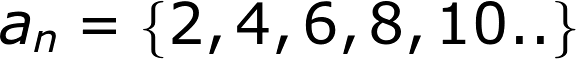 aₙ = {2, 4, 6, 8, 10..}